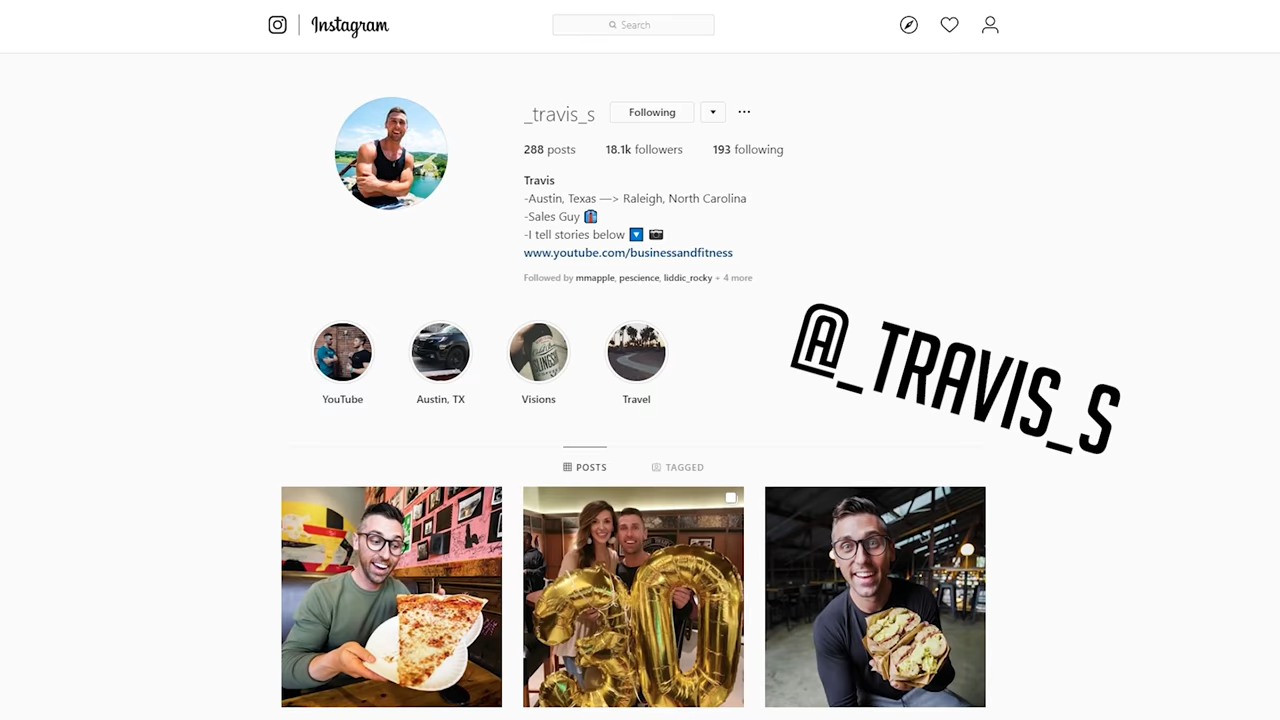 Instagram
Search
_travis_s
Following
288 posts 18.1k followers 193 following
Travis
-Austin, Texas —> Raleigh, North Carolina
-Sales Guy 👔
-I tell stories below 🔽 📷
www.youtube.com/businessandfitness
Followed by mmapple, pescience, liddic_rocky + 4 more
@_TRAVIS_S
YouTube
Austin, TX
Visions
Travel
POSTS
TAGGED
30